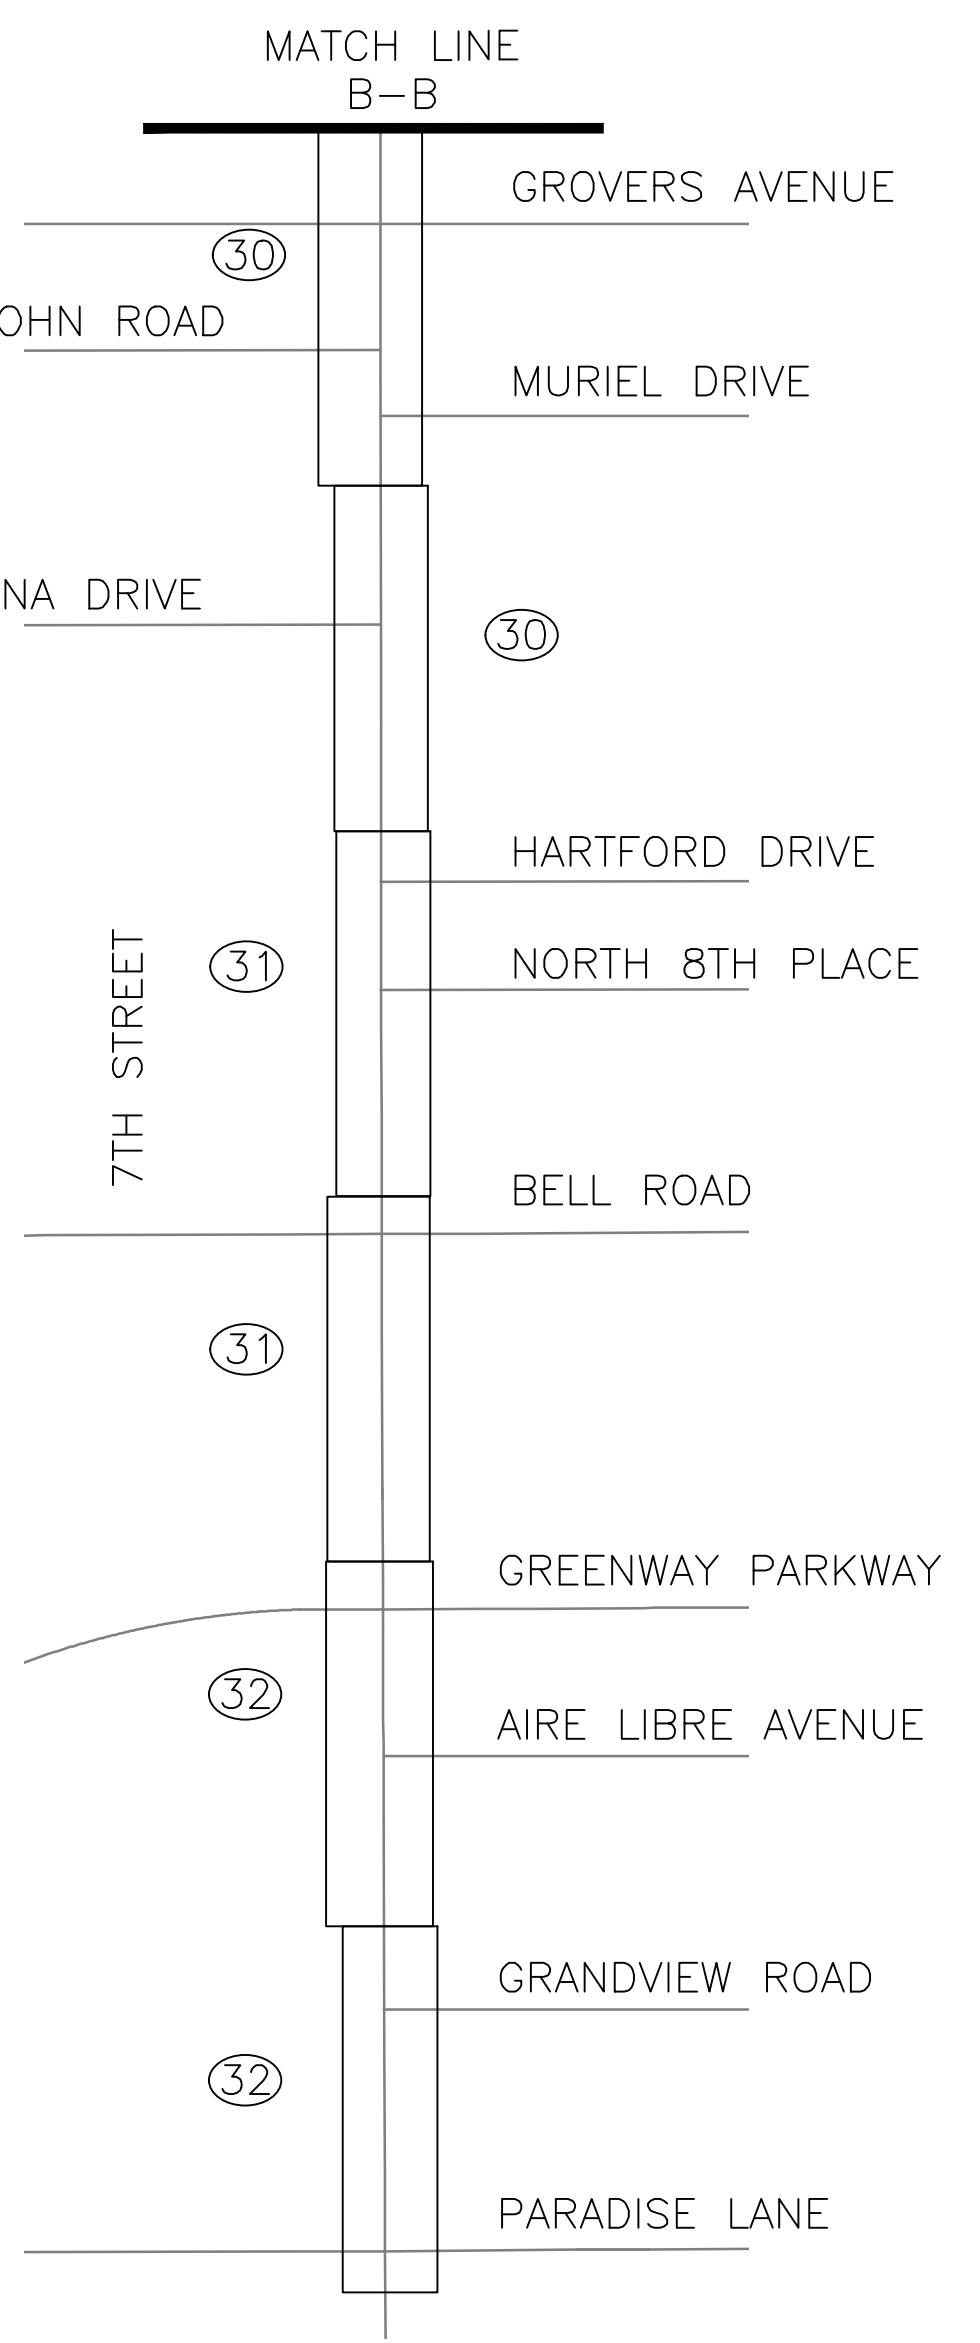 MATCH LINE
B-B
GROVERS AVENUE
30
OHN ROAD
MURIEL DRIVE
NA DRIVE
30
HARTFORD DRIVE
31
NORTH 8TH PLACE
7TH STREET
BELL ROAD
31
GREENWAY PARKWAY
32
AIRE LIBRE AVENUE
GRANDVIEW ROAD
32
PARADISE LANE